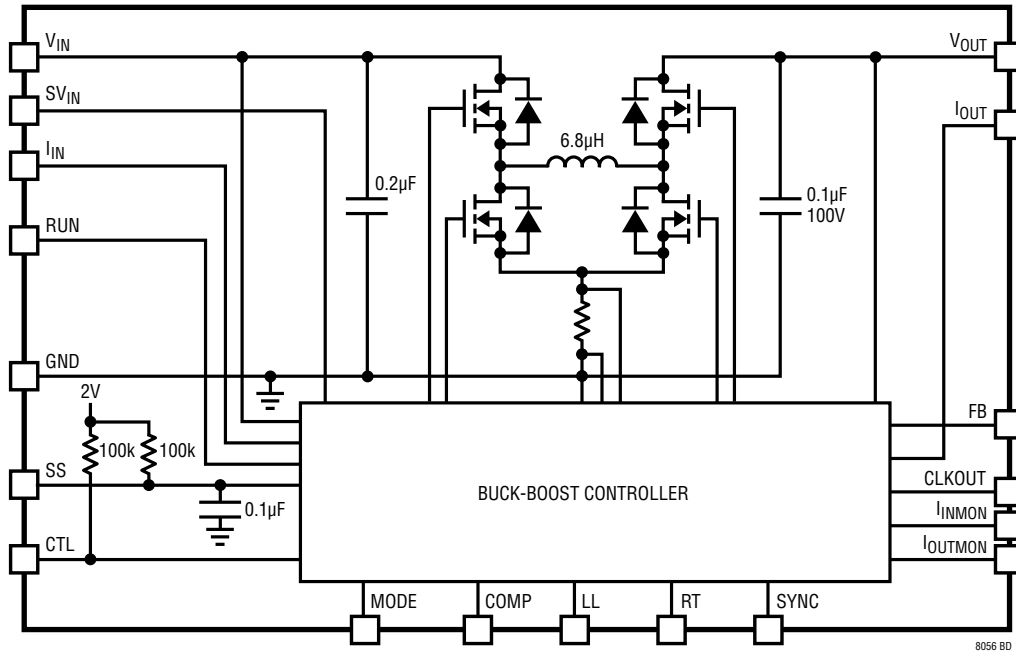 VIN
VOUT
SVIN
IOUT
IIN
6.8µH
0.2µF
0.1µF
100V
RUN
GND
2V
FB
100k
100k
SS
CLKOUT
BUCK-BOOST CONTROLLER
0.1µF
IINMON
CTL
IOUTMON
MODE
COMP
LL
RT
SYNC
8056 BD